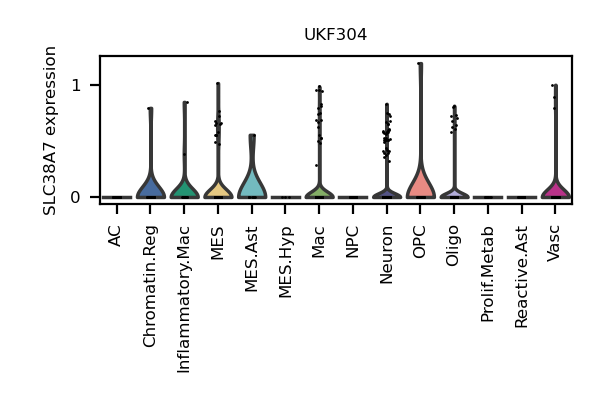 UKF304
SLC38A7 expression
1
0
AC
Chromatin.Reg
Inflammatory.Mac
MES
MES.Ast
MES.Hyp
Mac
NPC
Neuron
OPC
Oligo
Prolif.Metab
Reactive.Ast
Vasc